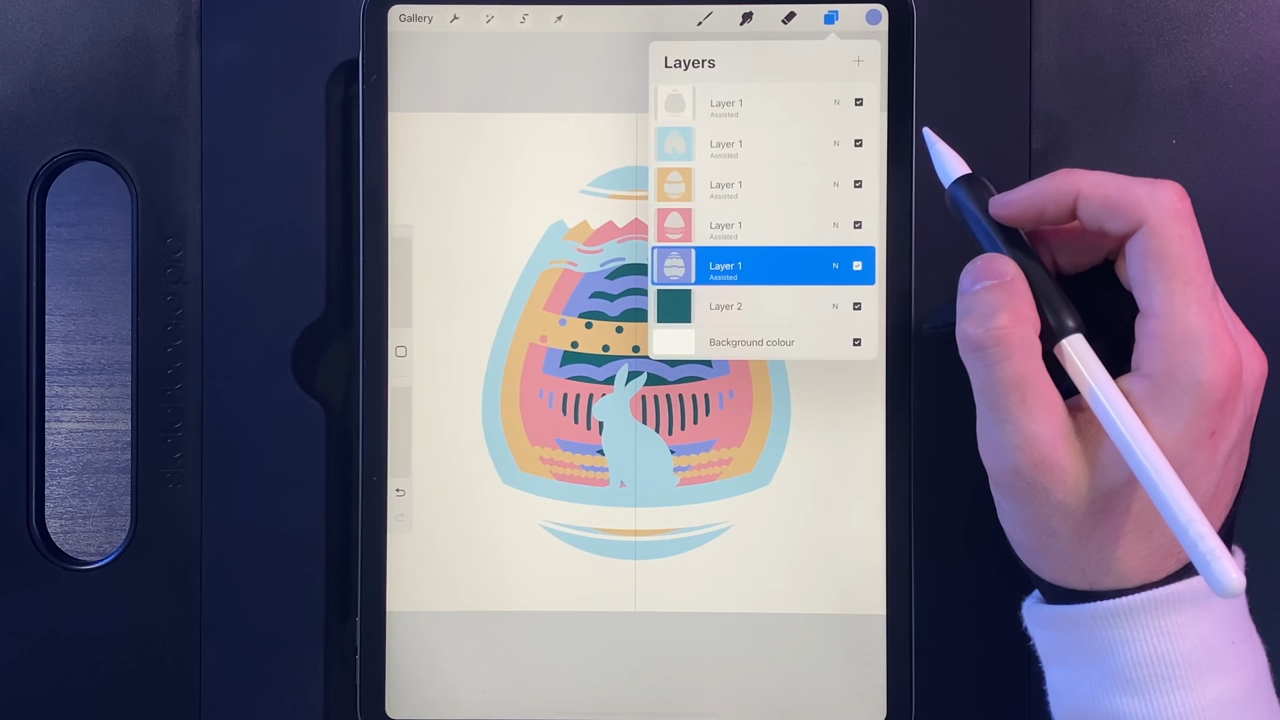 Gallery
Layers
Layer 1
N
Assisted
Layer 1
N
Assisted
Layer 1
N
Assisted
Layer 1
N
Assisted
Layer 1
N
Assisted
Layer 2
N
Background colour
sketchboardpro